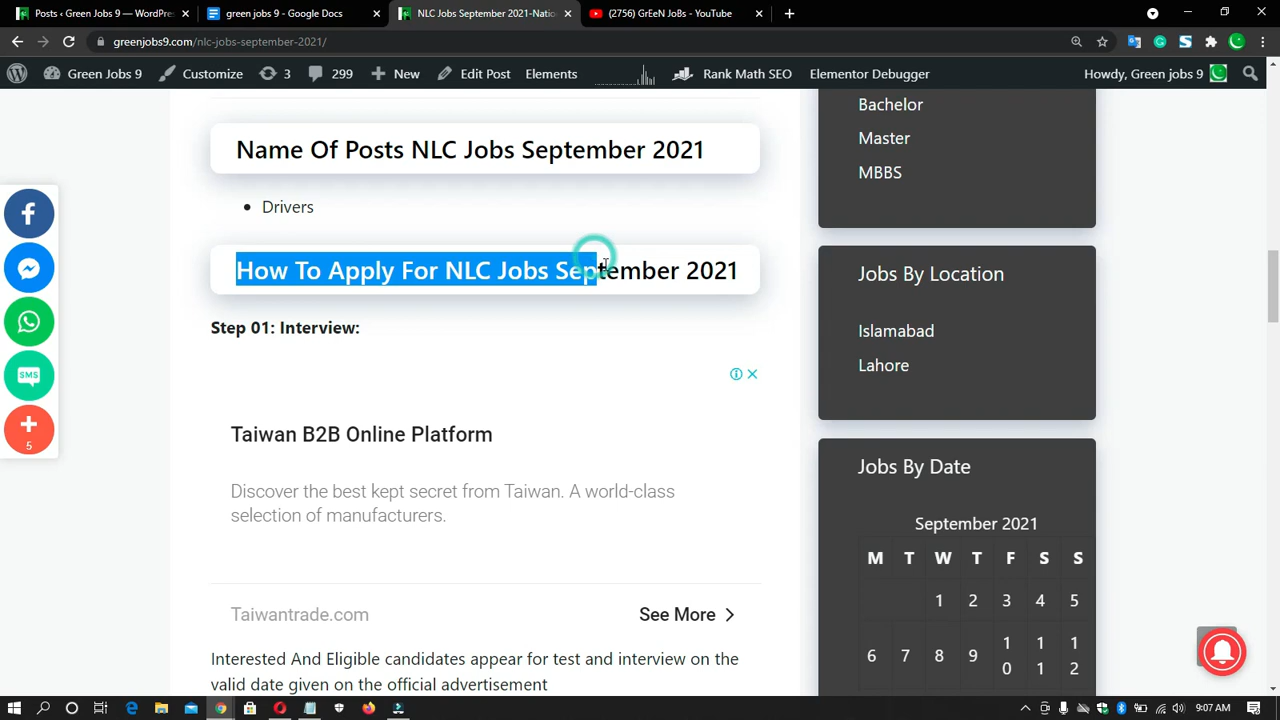 Posts ‹ Green Jobs 9 — WordPres
green jobs 9 - Google Docs
NLC Jobs September 2021-Natio
(2756) GrEeN JoBs - YouTube
greenjobs9.com/nlc-jobs-september-2021/
Green Jobs 9
Customize
3
299
New
Edit Post
Elements
Rank Math SEO
Elementor Debugger
Howdy, Green jobs 9
Name Of Posts NLC Jobs September 2021
Drivers
How To Apply For NLC Jobs September 2021
Step 01: Interview:
Taiwan B2B Online Platform
Discover the best kept secret from Taiwan. A world-class
selection of manufacturers.
Taiwantrade.com
See More
Interested And Eligible candidates appear for test and interview on the
valid date given on the official advertisement
SMS
5
Bachelor
Master
MBBS
Jobs By Location
Islamabad
Lahore
Jobs By Date
September 2021
M T W T F S S
1 2 3 4 5
6 7 8 9 10 11 12
9:07 AM